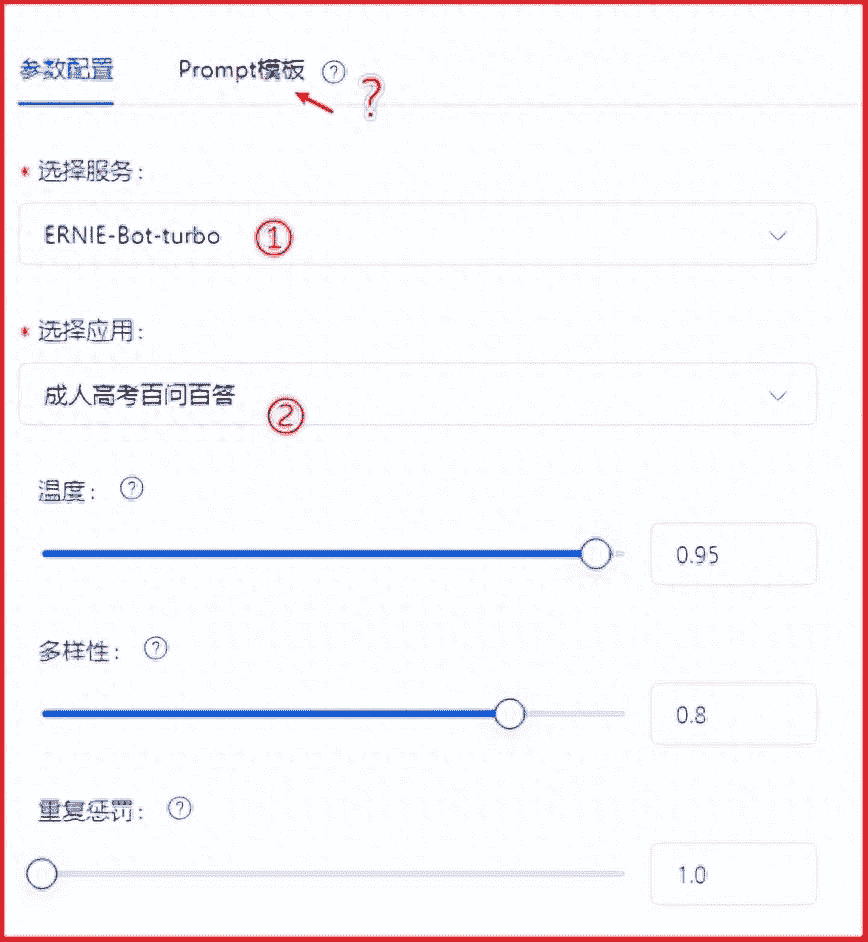 参数配置 Prompt模板 ? ?
* 选择服务:
ERNIE-Bot-turbo ①
* 选择应用:
成人高考百问百答 ②
温度: ?
0.95
多样性: ?
0.8
重复惩罚: ?
1.0